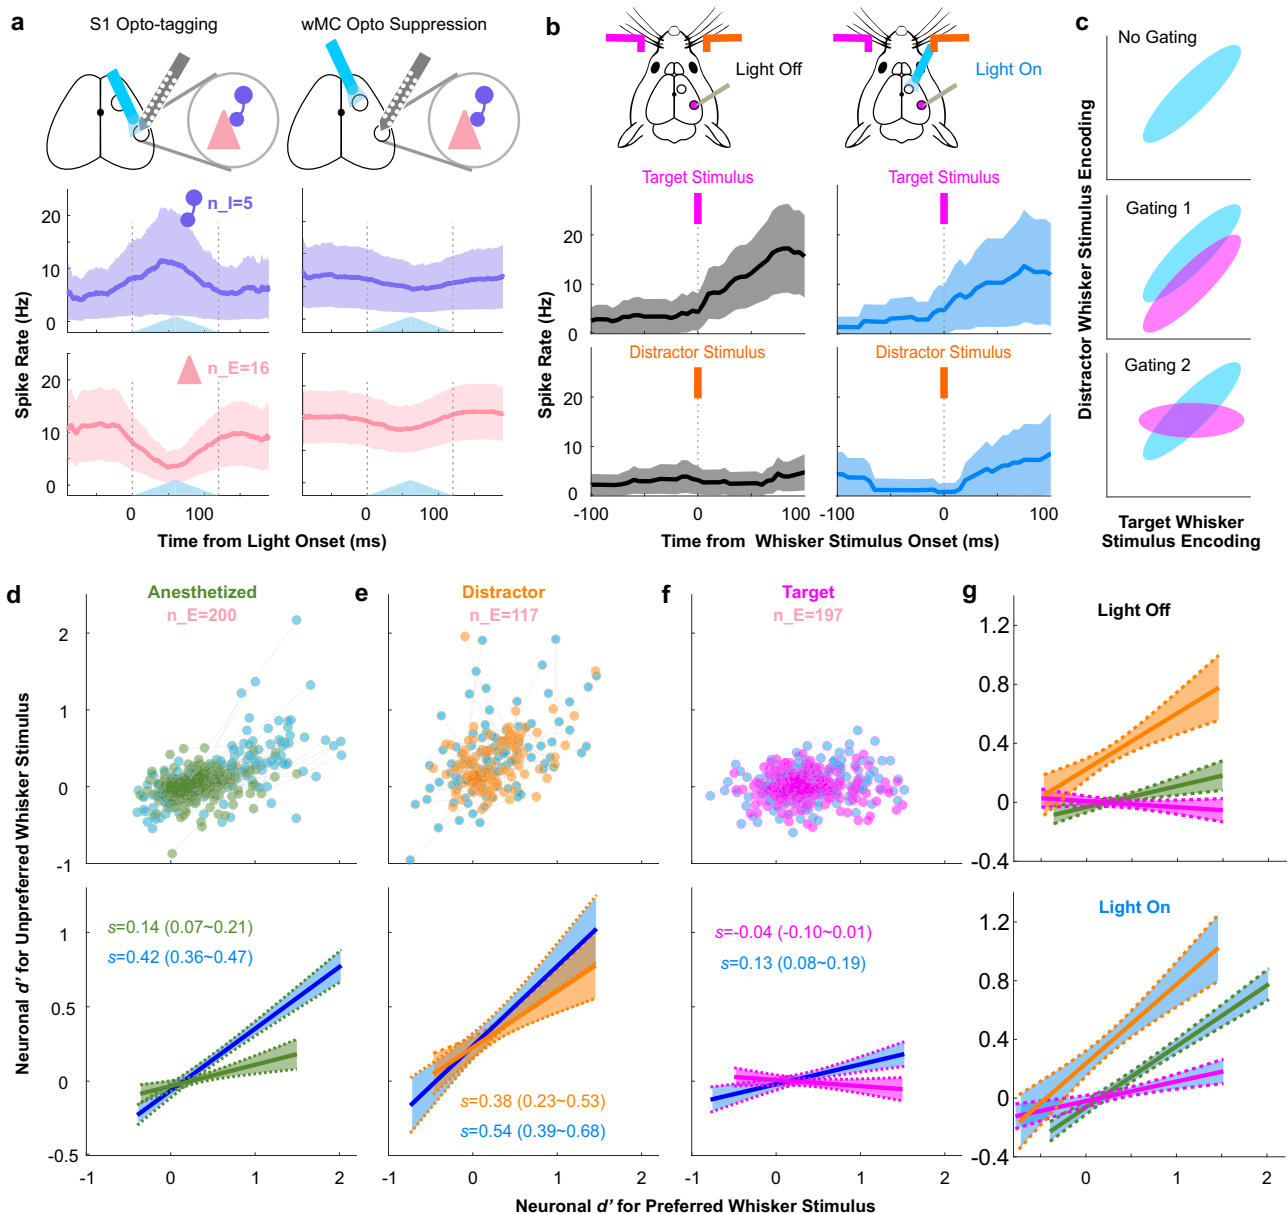 a
S1 Opto-tagging
wMC Opto Suppression
n_I=5
20
10
0
n_E=16
20
10
0
Spike Rate (Hz)
0
100
0
100
Time from Light Onset (ms)
b
Light Off
Light On
Target Stimulus
Target Stimulus
20
10
0
Distractor Stimulus
Distractor Stimulus
20
10
0
Spike Rate (Hz)
-100
0
100
-100
0
100
Time from Whisker Stimulus Onset (ms)
c
No Gating
Gating 1
Gating 2
Distractor Whisker Stimulus Encoding
Target Whisker
Stimulus Encoding
d
Anesthetized
n_E=200
2
1
0
-1
e
Distractor
n_E=117
f
Target
n_E=197
g
Light Off
1.2
0.8
0.4
0
-0.4
Neuronal d' for Unpreferred Whisker Stimulus
s=0.14 (0.07~0.21)
s=0.42 (0.36~0.47)
1
0.5
0
-0.5
-1
0
1
2
s=0.38 (0.23~0.53)
s=0.54 (0.39~0.68)
0
1
2
s=-0.04 (-0.10~0.01)
s=0.13 (0.08~0.19)
-1
0
1
2
Light On
1.2
0.8
0.4
0
-0.4
0
1
2
Neuronal d' for Preferred Whisker Stimulus